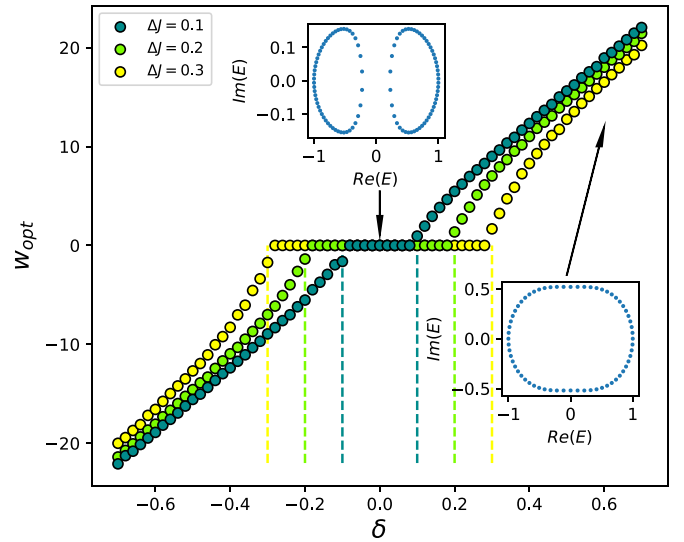 ΔJ = 0.1
ΔJ = 0.2
ΔJ = 0.3
w_opt
20
10
0
−10
−20
−0.6 −0.4 −0.2 0.0 0.2 0.4 0.6
δ
Im(E)
0.1
0.0
−0.1
−1 0 1
Re(E)
Im(E)
0.5
0.0
−0.5
−1 0 1
Re(E)